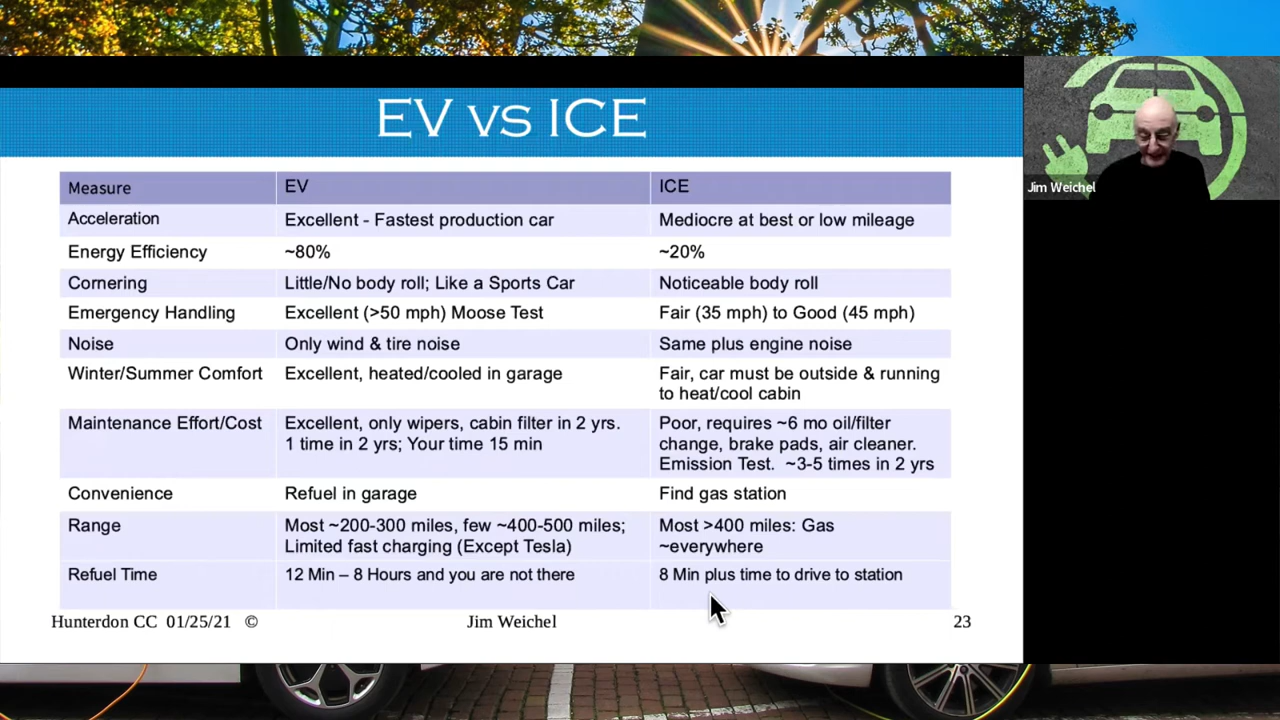 EV vs ICE
Jim Weichel
Measure EV ICE
Acceleration Excellent - Fastest production car Mediocre at best or low mileage
Energy Efficiency ~80% ~20%
Cornering Little/No body roll; Like a Sports Car Noticeable body roll
Emergency Handling Excellent (>50 mph) Moose Test Fair (35 mph) to Good (45 mph)
Noise Only wind & tire noise Same plus engine noise
Winter/Summer Comfort Excellent, heated/cooled in garage Fair, car must be outside & running
to heat/cool cabin
Maintenance Effort/Cost Excellent, only wipers, cabin filter in 2 yrs. Poor, requires ~6 mo oil/filter
1 time in 2 yrs; Your time 15 min change, brake pads, air cleaner.
Emission Test. ~3-5 times in 2 yrs
Convenience Refuel in garage Find gas station
Range Most ~200-300 miles, few ~400-500 miles; Most >400 miles: Gas
Limited fast charging (Except Tesla) ~everywhere
Refuel Time 12 Min – 8 Hours and you are not there 8 Min plus time to drive to station
Hunterdon CC 01/25/21 © Jim Weichel 23